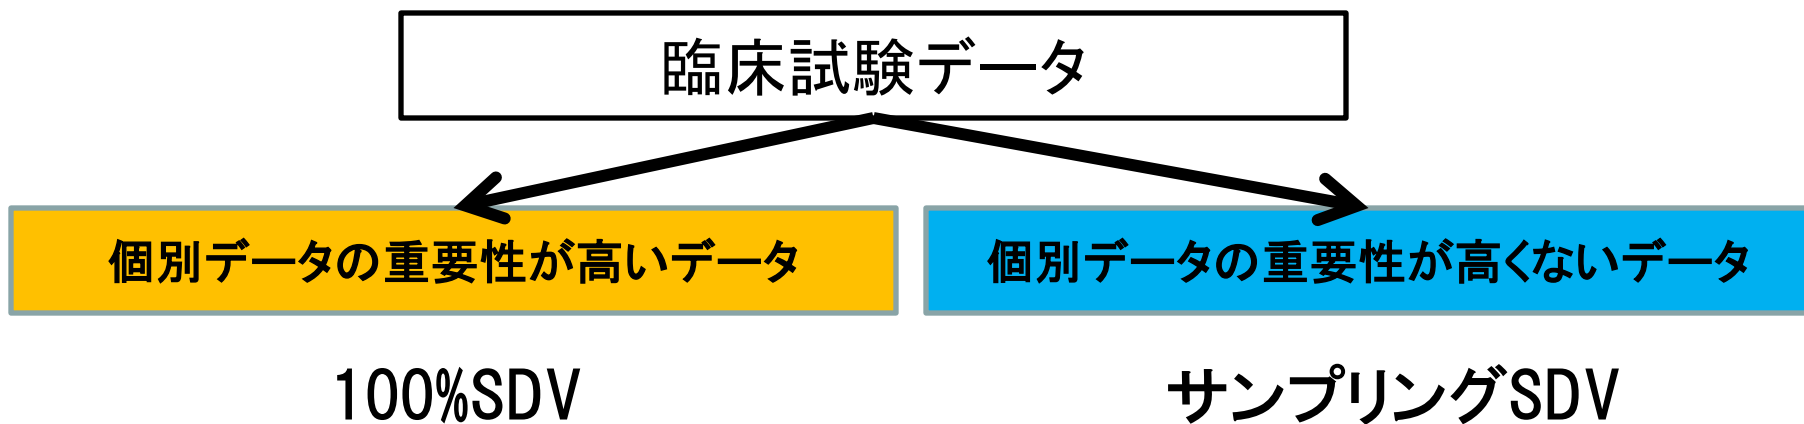 臨床試験データ
個別データの重要性が高いデータ
個別データの重要性が高くないデータ
100%SDV
サンプリングSDV